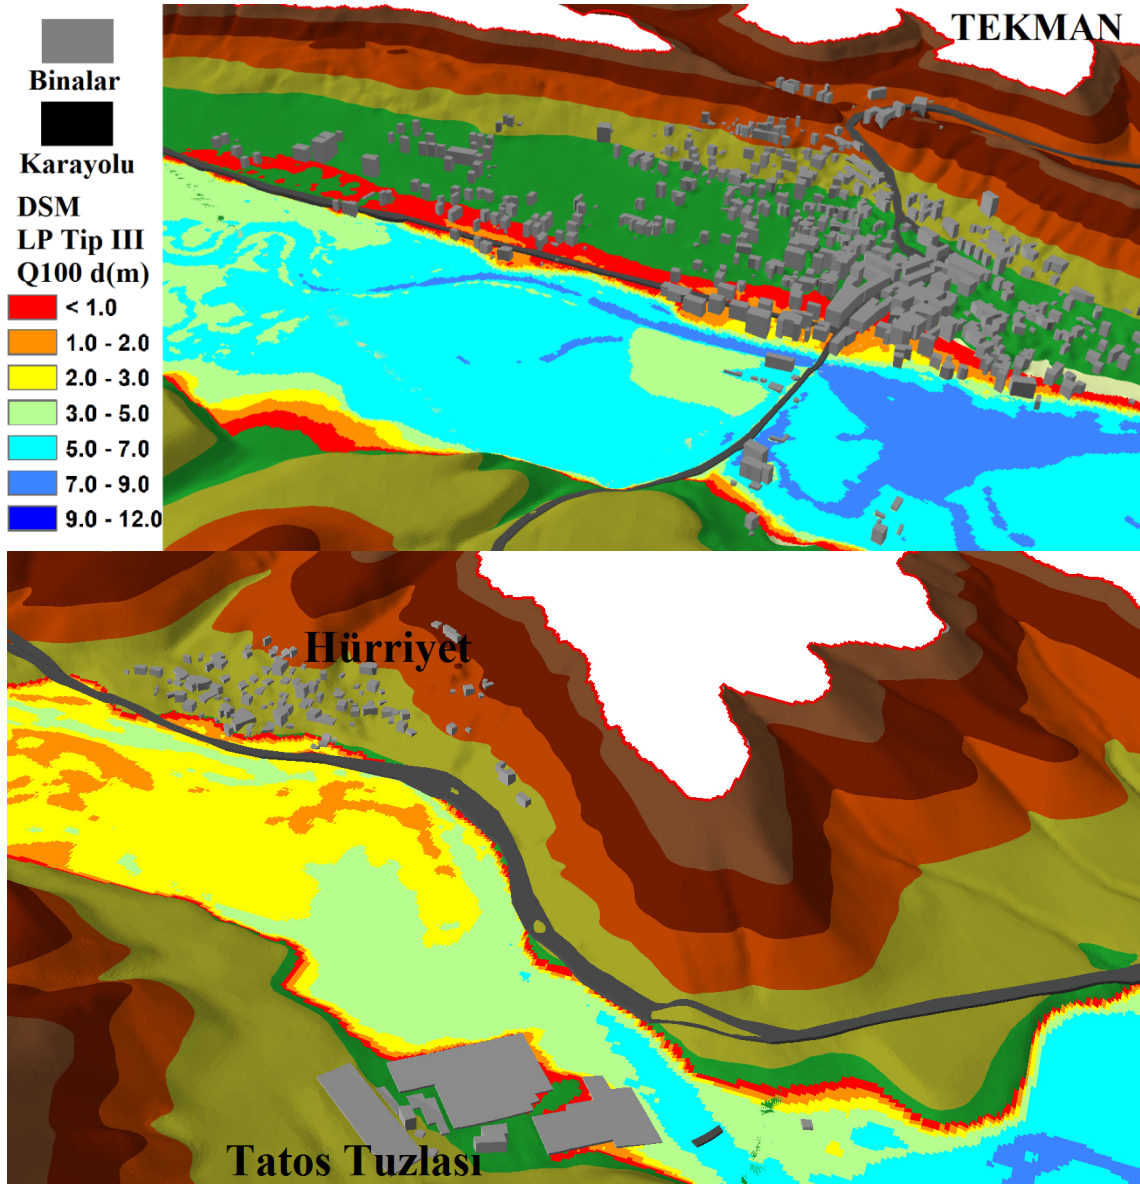 TEKMAN
Binalar
Karayolu
DSM
LP Tip III
Q100 d(m)
< 1.0
1.0 - 2.0
2.0 - 3.0
3.0 - 5.0
5.0 - 7.0
7.0 - 9.0
9.0 - 12.0
Hürriyet
Tatos Tuzlası